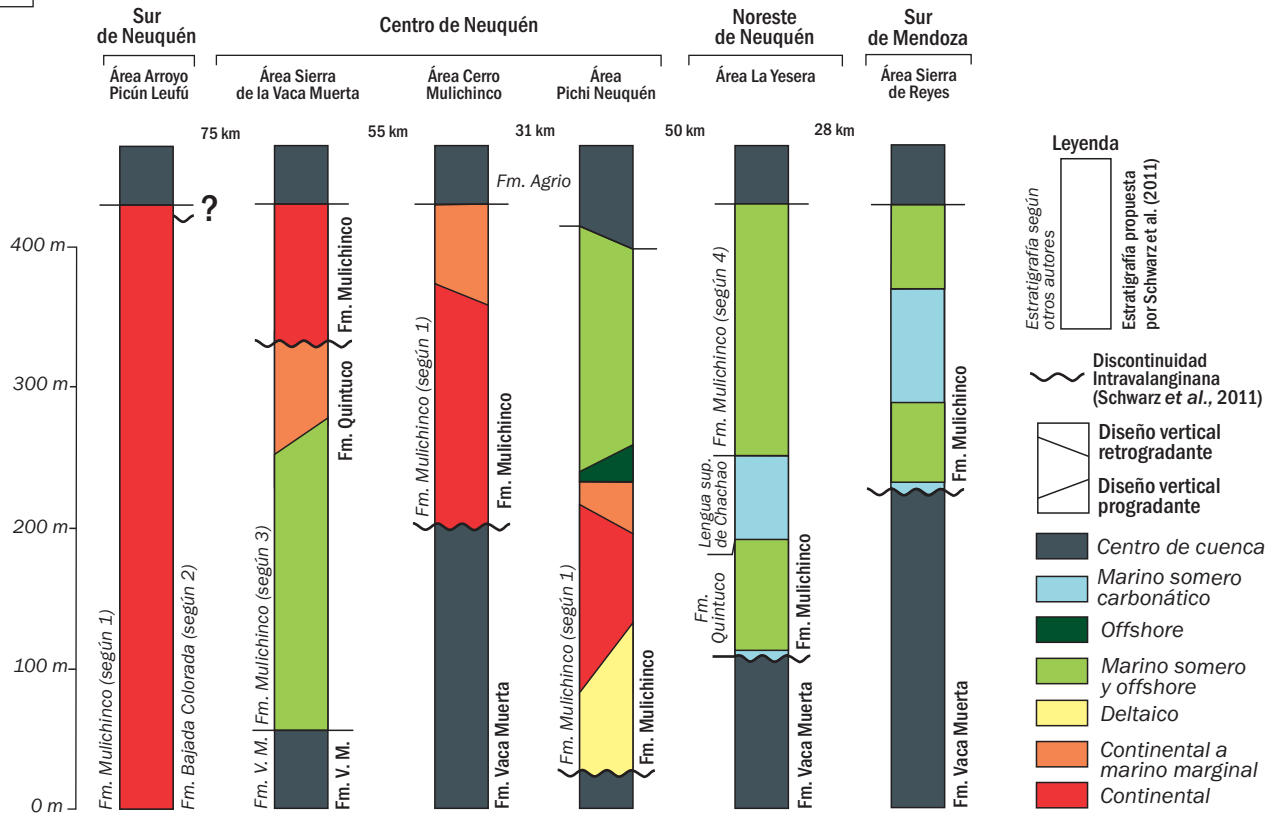 Sur
de Neuquén
Centro de Neuquén
Noreste
de Neuquén
Sur
de Mendoza
Área Arroyo
Picún Leufú
Área Sierra
de la Vaca Muerta
Área Cerro
Mulichinco
Área
Pichi Neuquén
Área La Yesera
Área Sierra
de Reyes
75 km
55 km
31 km
50 km
28 km
400 m
300 m
200 m
100 m
0 m
Fm. Mulichinco (según 1)
?
Fm. Bajada Colorada (según 2)
Fm. V. M.
Fm. Mulichinco (según 3)
Fm. Mulichinco
Fm. Quintuco
Fm. V. M.
Fm. Mulichinco (según 1)
Fm. Mulichinco
Fm. Vaca Muerta
Fm. Agrio
Fm. Mulichinco (según 1)
Fm. Mulichinco
Fm. Mulichinco (según 4)
Lengua sup.
de Chachao
Fm.
Quintuco
Fm. Mulichinco
Fm. Vaca Muerta
Fm. Mulichinco
Fm. Vaca Muerta
Leyenda
Estratigrafía según
otros autores
Estratigrafía propuesta
por Schwarz et al. (2011)
Discontinuidad
Intravalanginana
(Schwarz et al., 2011)
Diseño vertical
retrogradante
Diseño vertical
progradante
Centro de cuenca
Marino somero
carbonático
Offshore
Marino somero
y offshore
Deltaico
Continental a
marino marginal
Continental